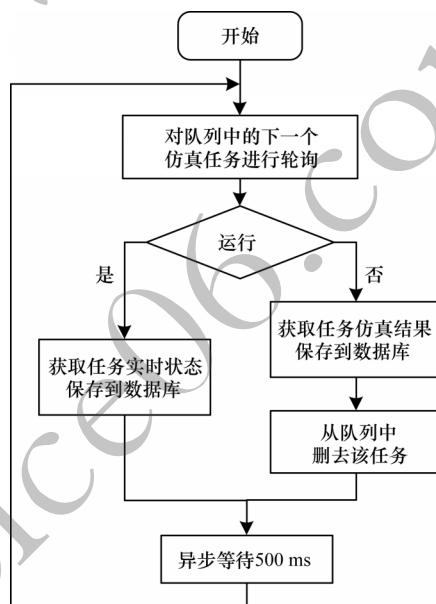 开始
对队列中的下一个
仿真任务进行轮询
运行
是
否
获取任务实时状态
保存到数据库
获取任务仿真结果
保存到数据库
从队列中
删去该任务
异步等待500 ms